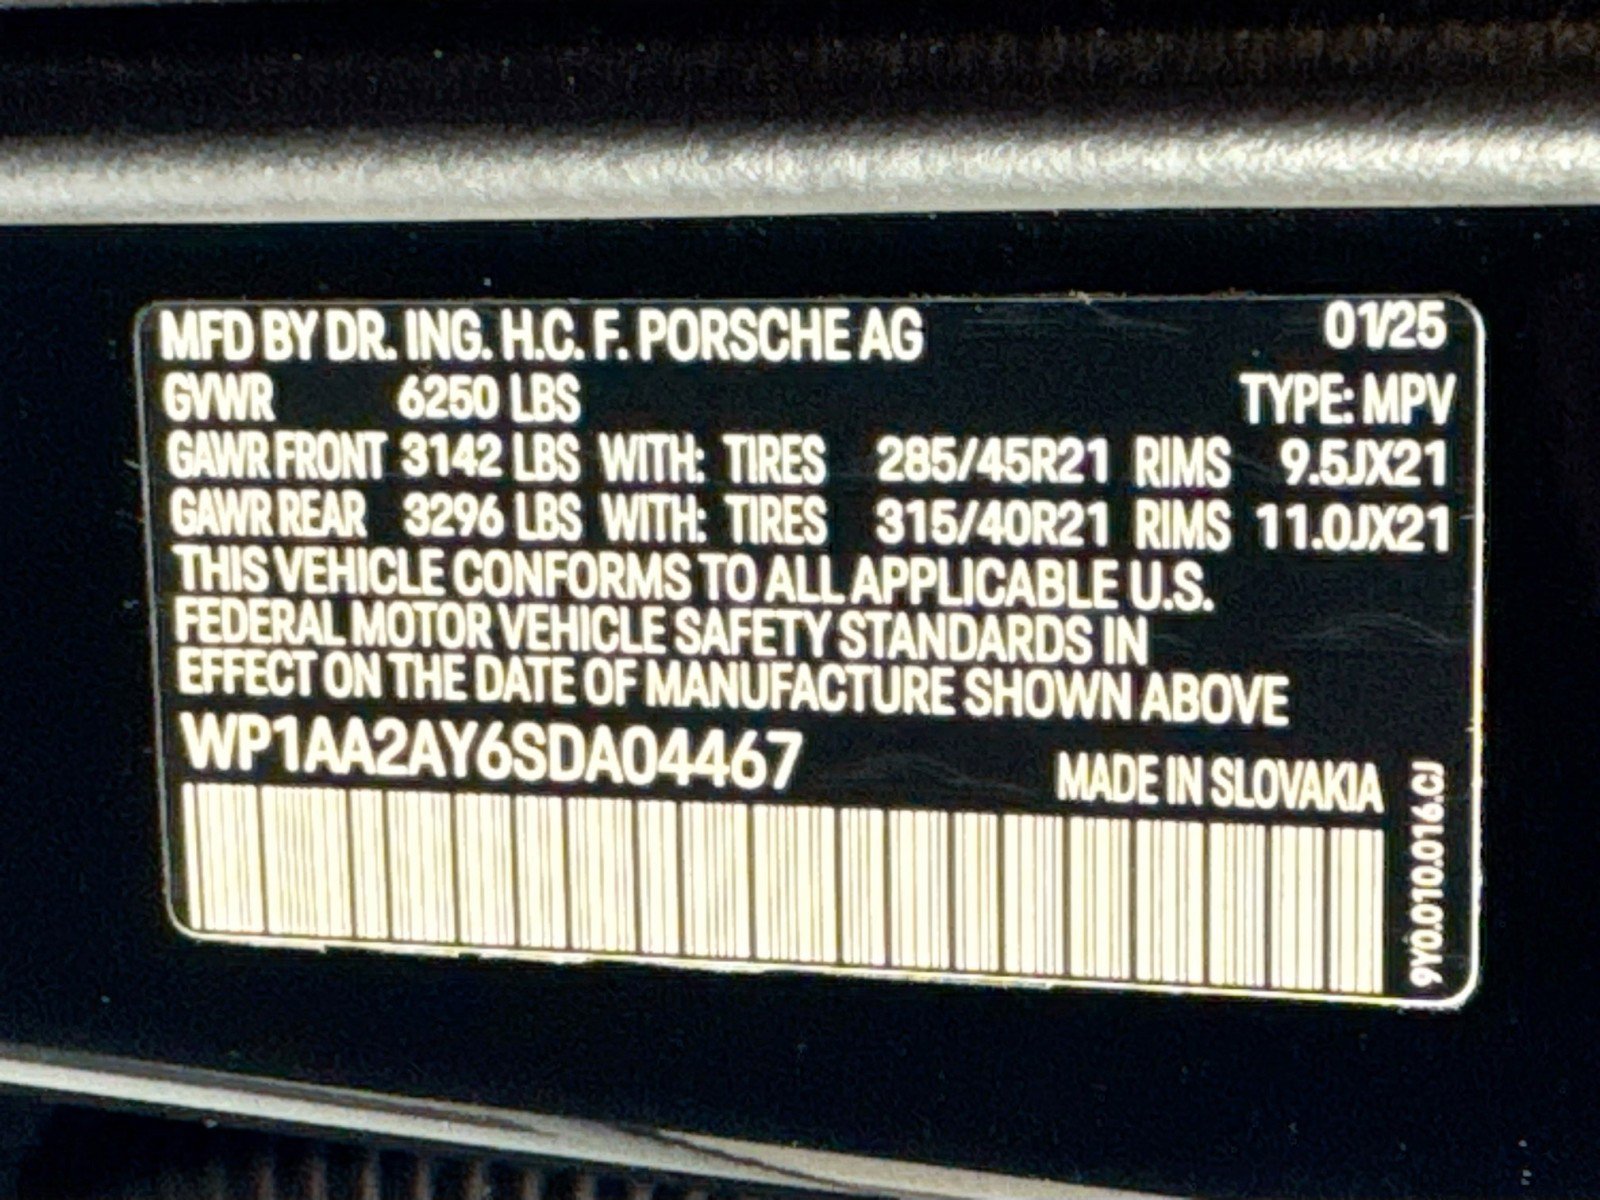 MFD BY DR. ING. H.C. F. PORSCHE AG 01/25
GVWR 6250 LBS TYPE: MPV
GAWR FRONT 3142 LBS WITH: TIRES 285/45R21 RIMS 9.5JX21
GAWR REAR 3296 LBS WITH: TIRES 315/40R21 RIMS 11.0JX21
THIS VEHICLE CONFORMS TO ALL APPLICABLE U.S.
FEDERAL MOTOR VEHICLE SAFETY STANDARDS IN
EFFECT ON THE DATE OF MANUFACTURE SHOWN ABOVE
WP1AA2AY6SDA04467
MADE IN SLOVAKIA
9Y0.010.016.CJ